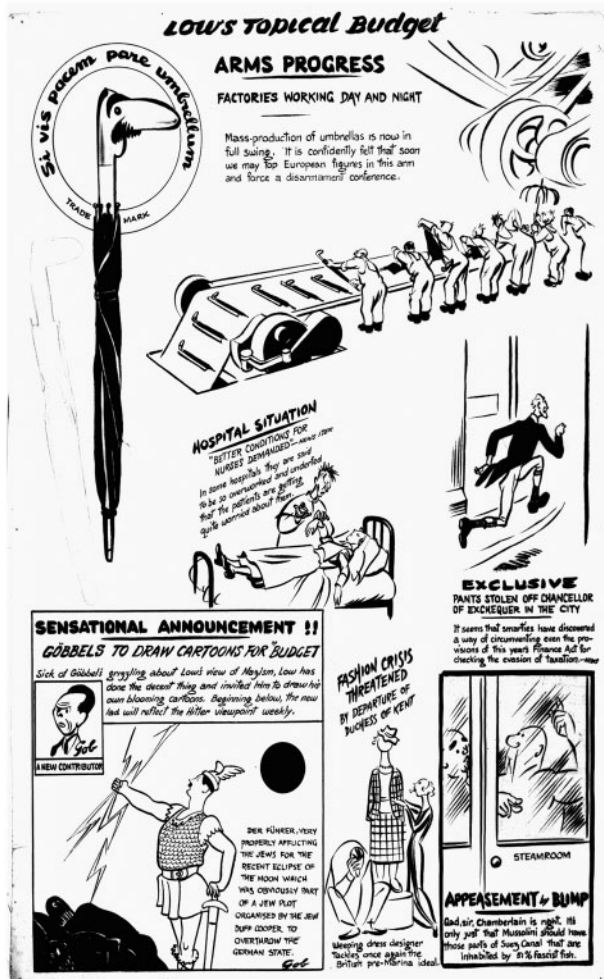 LOW'S TOPICAL BUDGET
Si vis pacem pare umbrellum
TRADE MARK
ARMS PROGRESS
FACTORIES WORKING DAY AND NIGHT
Mass-production of umbrellas is now in
full swing. It is confidently felt that soon
we may top European figures in this arm
and force a disarmament conference.
HOSPITAL SITUATION
"BETTER CONDITIONS FOR
NURSES DEMANDED"—NEWS ITEM
In some hospitals they are said
to be so overworked and underfed
that the patients are getting
quite worried about them.
EXCLUSIVE
PANTS STOLEN OFF CHANCELLOR
OF EXCHEQUER IN THE CITY
It seems that smarties have discovered
a way of circumventing even the pro-
visions of this year's Finance Act for
checking the evasion of taxation.—
SENSATIONAL ANNOUNCEMENT !!
GÖBBELS TO DRAW CARTOONS FOR "BUDGET
Sick of Göbbels grizzling about Low's view of Nazism, Low has
done the decent thing and invited him to draw his
own blooming cartoons. Beginning below, the new
lad will reflect the Hitler viewpoint weekly.
Göb
A NEW CONTRIBUTOR
DER FÜHRER, VERY
PROPERLY AFFLICTING
THE JEWS FOR THE
RECENT ECLIPSE OF
THE MOON WHICH
WAS OBVIOUSLY PART
OF A JEW PLOT
ORGANISED BY THE JEW
DUFF COOPER, TO
OVERTHROW THE
GERMAN STATE.
Göb
FASHION CRISIS
THREATENED
BY DEPARTURE OF
DUCHESS OF KENT
Weeping dress designer
tackles once again the
British pre-Marina ideal.
STEAMROOM
APPEASEMENT by BLIMP
Gad, sir, Chamberlain is right. It's
only just that Mussolini should have
those parts of Suez Canal that are
inhabited by 51% Fascist fish.